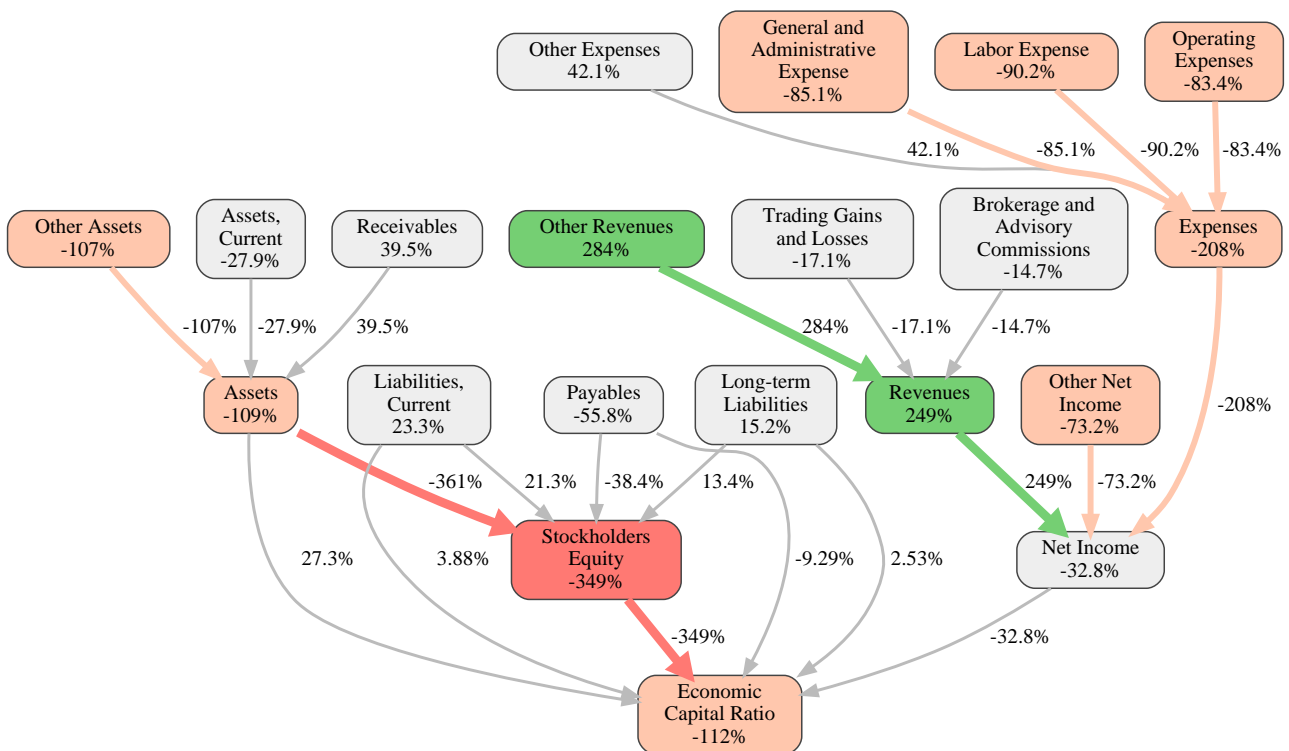 Other Expenses
42.1%
General and
Administrative
Expense
-85.1%
Labor Expense
-90.2%
Operating
Expenses
-83.4%
42.1%
-85.1%
-90.2%
-83.4%
Other Assets
-107%
Assets,
Current
-27.9%
Receivables
39.5%
Other Revenues
284%
Trading Gains
and Losses
-17.1%
Brokerage and
Advisory
Commissions
-14.7%
Expenses
-208%
-107%
-27.9%
39.5%
284%
-17.1%
-14.7%
-208%
Assets
-109%
Liabilities,
Current
23.3%
Payables
-55.8%
Long-term
Liabilities
15.2%
Revenues
249%
Other Net
Income
-73.2%
-361%
21.3%
-38.4%
13.4%
249%
-73.2%
27.3%
3.88%
Stockholders
Equity
-349%
-9.29%
2.53%
Net Income
-32.8%
-349%
-32.8%
Economic
Capital Ratio
-112%